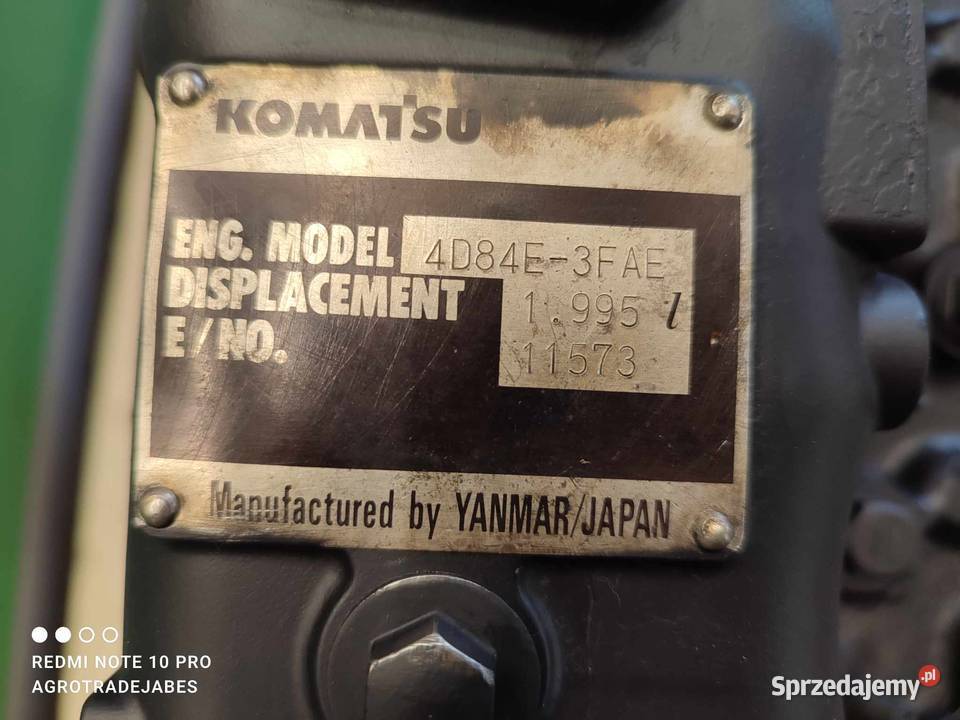 KOMATSU
ENG. MODEL 4D84E-3FAE
DISPLACEMENT 1.995 l
E/NO. 11573
Manufactured by YANMAR/JAPAN
REDMI NOTE 10 PRO
AGROTRADEJABES
Sprzedajemy.pl